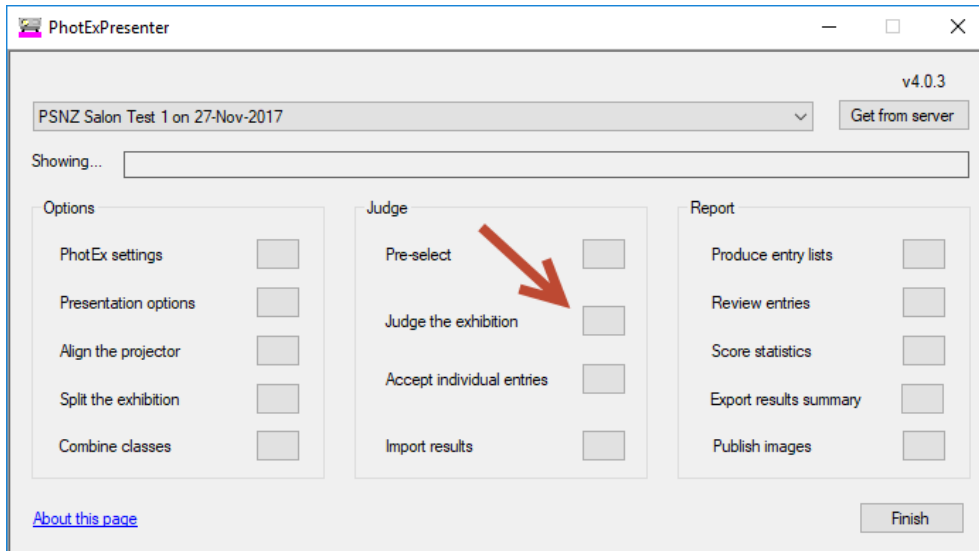 PhotExPresenter
v4.0.3
PSNZ Salon Test 1 on 27-Nov-2017
Get from server
Showing...
Options
PhotEx settings
Presentation options
Align the projector
Split the exhibition
Combine classes
Judge
Pre-select
Judge the exhibition
Accept individual entries
Import results
Report
Produce entry lists
Review entries
Score statistics
Export results summary
Publish images
About this page
Finish